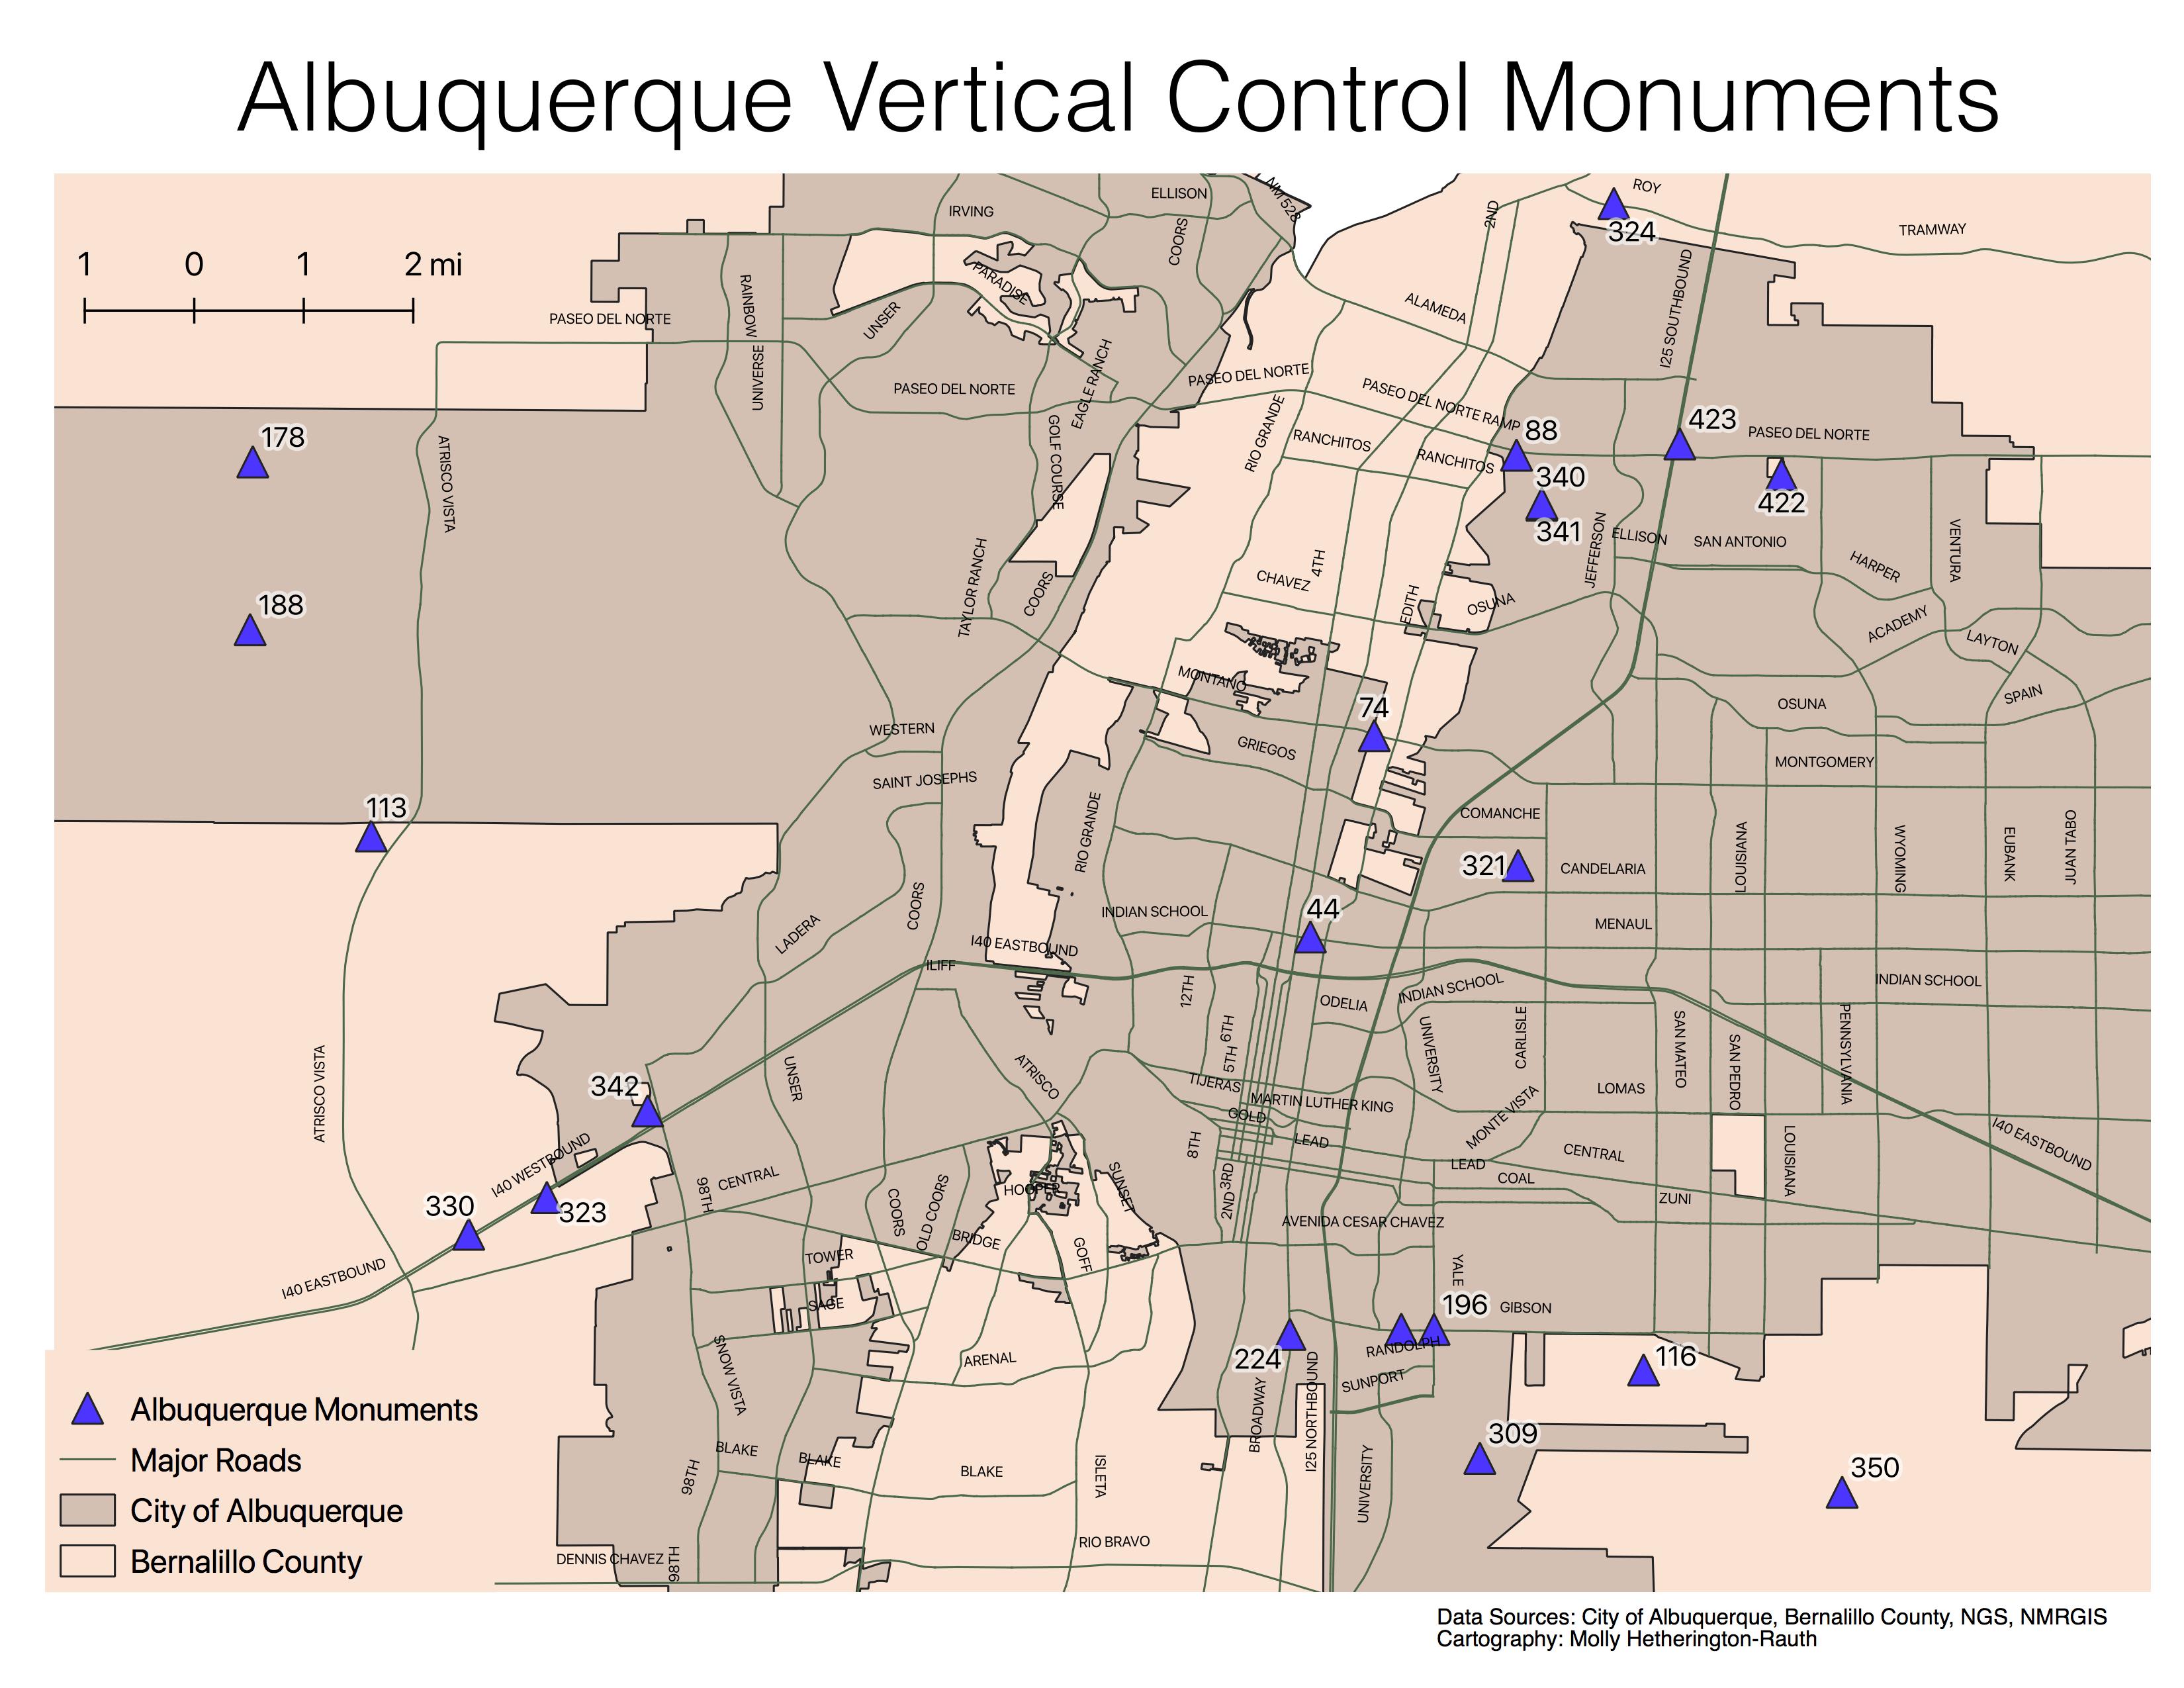 Albuquerque Vertical Control Monuments
1 0 1 2 mi
ROY
NM 528
ELLISON
IRVING
2ND
324
TRAMWAY
COORS
PARADISE
I25 SOUTHBOUND
RAINBOW
ALAMEDA
PASEO DEL NORTE
UNSER
UNIVERSE
EAGLE RANCH
PASEO DEL NORTE
PASEO DEL NORTE
PASEO DEL NORTE RAMP
RIO GRANDE
423
88
PASEO DEL NORTE
178
ATRISCO VISTA
GOLF COURSE
RANCHITOS
RANCHITOS
340
422
341
ELLISON
SAN ANTONIO
JEFFERSON
VENTURA
HARPER
4TH
CHAVEZ
TAYLOR RANCH
COORS
EDITH
OSUNA
188
ACADEMY
LAYTON
MONTANO
SPAIN
OSUNA
74
WESTERN
GRIEGOS
MONTGOMERY
SAINT JOSEPHS
113
COMANCHE
RIO GRANDE
LOUISIANA
WYOMING
EUBANK
JUAN TABO
321
CANDELARIA
COORS
44
INDIAN SCHOOL
MENAUL
LADERA
I40 EASTBOUND
ILIFF
INDIAN SCHOOL
INDIAN SCHOOL
12TH
ODELIA
6TH
5TH
UNIVERSITY
CARLISLE
SAN MATEO
SAN PEDRO
PENNSYLVANIA
ATRISCO VISTA
UNSER
ATRISCO
342
TIJERAS
LOMAS
MARTIN LUTHER KING
GOLD
MONTE VISTA
I40 EASTBOUND
LEAD
8TH
CENTRAL
LOUISIANA
I40 WESTBOUND
LEAD
COAL
98TH
CENTRAL
SUNSET
HOOPER
2ND
3RD
ZUNI
330
323
COORS
OLD COORS
AVENIDA CESAR CHAVEZ
BRIDGE
GOFF
TOWER
YALE
I40 EASTBOUND
SAGE
196
GIBSON
RANDOLPH
224
ARENAL
116
SNOW VISTA
SUNPORT
I25 NORTHBOUND
BROADWAY
309
BLAKE
BLAKE
BLAKE
ISLETA
98TH
UNIVERSITY
350
RIO BRAVO
DENNIS CHAVEZ
98TH
Albuquerque Monuments
Major Roads
City of Albuquerque
Bernalillo County
Data Sources: City of Albuquerque, Bernalillo County, NGS, NMRGIS
Cartography: Molly Hetherington-Rauth